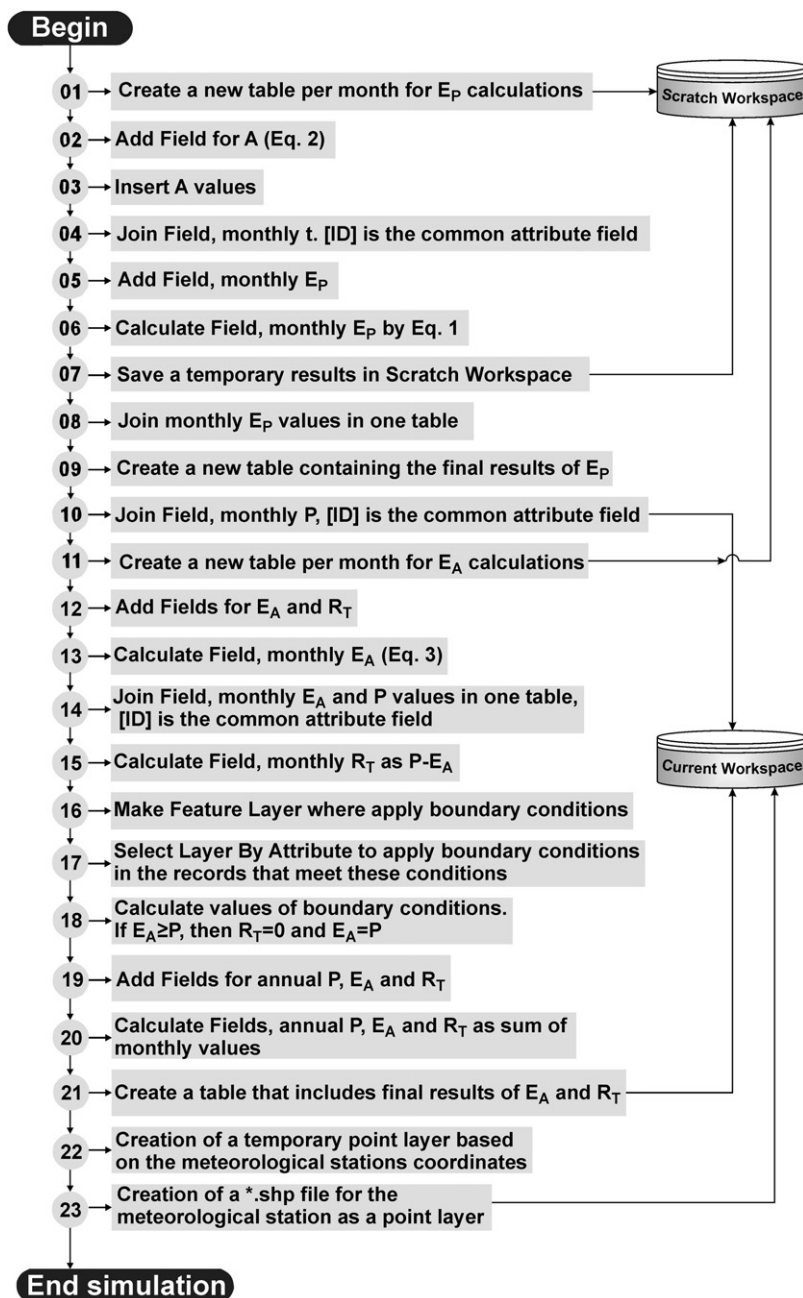 Begin
01 Create a new table per month for EP calculations
Scratch Workspace
02 Add Field for A (Eq. 2)
03 Insert A values
04 Join Field, monthly t. [ID] is the common attribute field
05 Add Field, monthly EP
06 Calculate Field, monthly EP by Eq. 1
07 Save a temporary results in Scratch Workspace
08 Join monthly EP values in one table
09 Create a new table containing the final results of EP
10 Join Field, monthly P, [ID] is the common attribute field
11 Create a new table per month for EA calculations
12 Add Fields for EA and RT
13 Calculate Field, monthly EA (Eq. 3)
14 Join Field, monthly EA and P values in one table,
[ID] is the common attribute field
15 Calculate Field, monthly RT as P-EA
Current Workspace
16 Make Feature Layer where apply boundary conditions
17 Select Layer By Attribute to apply boundary conditions
in the records that meet these conditions
18 Calculate values of boundary conditions.
If EA≥P, then RT=0 and EA=P
19 Add Fields for annual P, EA and RT
20 Calculate Fields, annual P, EA and RT as sum of
monthly values
21 Create a table that includes final results of EA and RT
22 Creation of a temporary point layer based
on the meteorological stations coordinates
23 Creation of a *.shp file for the
meteorological station as a point layer
End simulation